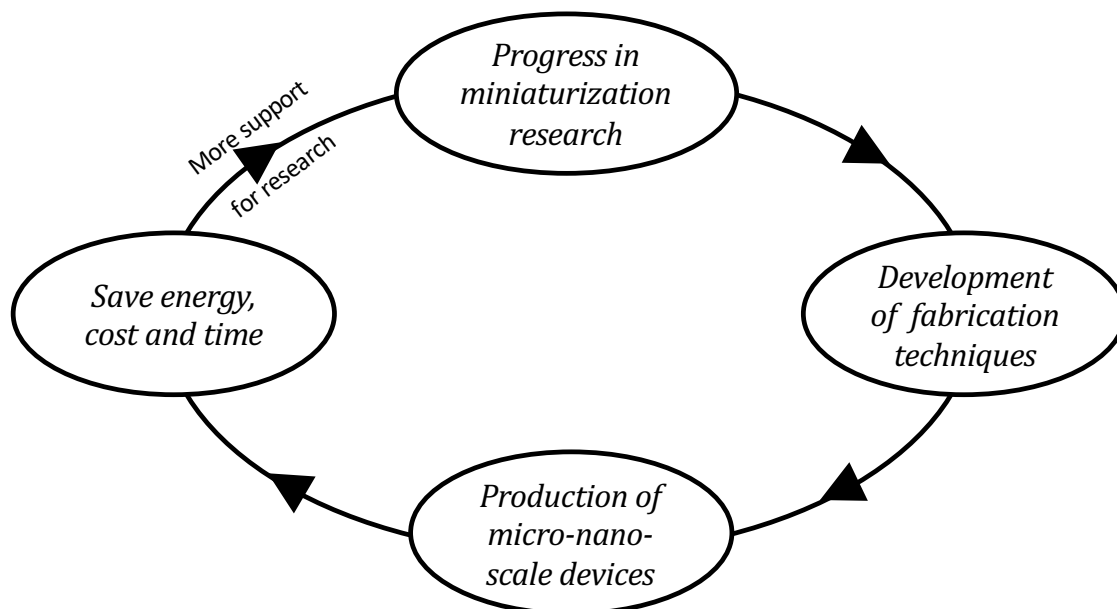 Progress in
miniaturization
research
More support
for research
Save energy,
cost and time
Development
of fabrication
techniques
Production of
micro-nano-
scale devices